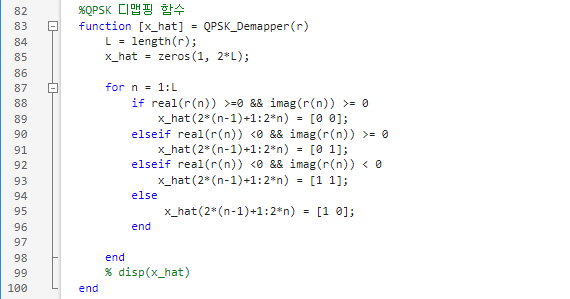 82 %QPSK 디맵핑 함수
83 function [x_hat] = QPSK_Demapper(r)
84 L = length(r);
85 x_hat = zeros(1, 2*L);
86
87 for n = 1:L
88 if real(r(n)) >=0 && imag(r(n)) >= 0
89 x_hat(2*(n-1)+1:2*n) = [0 0];
90 elseif real(r(n)) <0 && imag(r(n)) >= 0
91 x_hat(2*(n-1)+1:2*n) = [0 1];
92 elseif real(r(n)) <0 && imag(r(n)) < 0
93 x_hat(2*(n-1)+1:2*n) = [1 1];
94 else
95 x_hat(2*(n-1)+1:2*n) = [1 0];
96 end
97
98 end
99 % disp(x_hat)
100 end